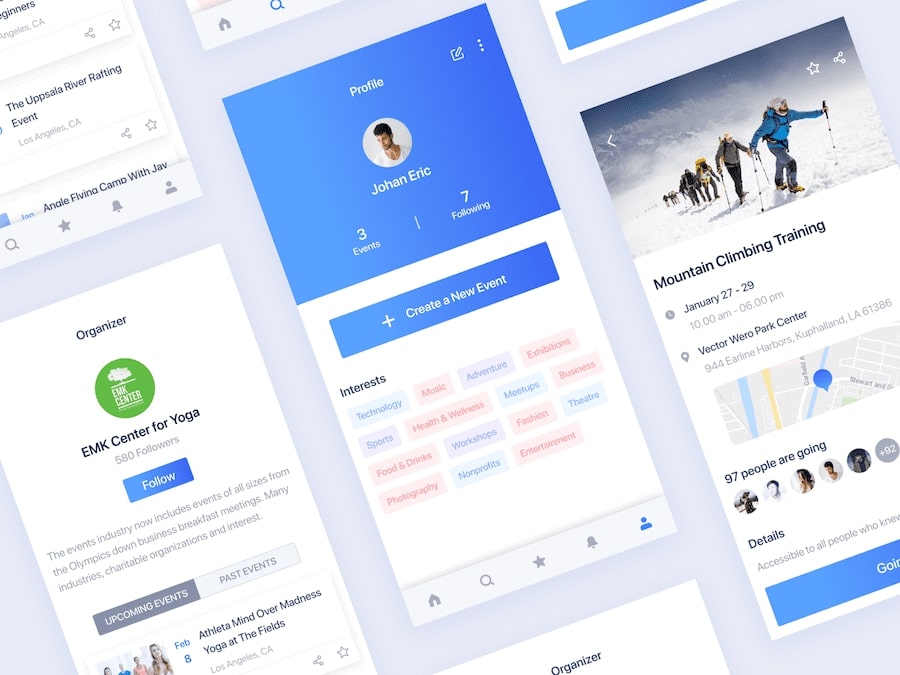 eginners
Angeles, CA
The Uppsala River Rafting
Event
Los Angeles, CA
Jan
Angle Flying Camp With Jay
Organizer
EMK
CENTER
EMK Center for Yoga
580 Followers
Follow
The events industry now includes events of all sizes from
the Olympics down business breakfast meetings. Many
industries, charitable organizations and interest.
UPCOMING EVENTS
PAST EVENTS
Feb
8
Athleta Mind Over Madness
Yoga at The Fields
Los Angeles, CA
Profile
Johan Eric
3
Events
7
Following
Create a New Event
Interests
Technology
Music
Adventure
Exhibitions
Sports
Health & Wellness
Meetups
Business
Food & Drinks
Workshops
Fashion
Theatre
Photography
Nonprofits
Entertainment
Organizer
Mountain Climbing Training
January 27 - 29
10.00 am - 06.00 pm
Vector Wero Park Center
944 Earline Harbors, Kuphalland, LA 61386
Garfield A
Stewart and G
97 people are going
+92
Details
Accessible to all people who knew
Goin